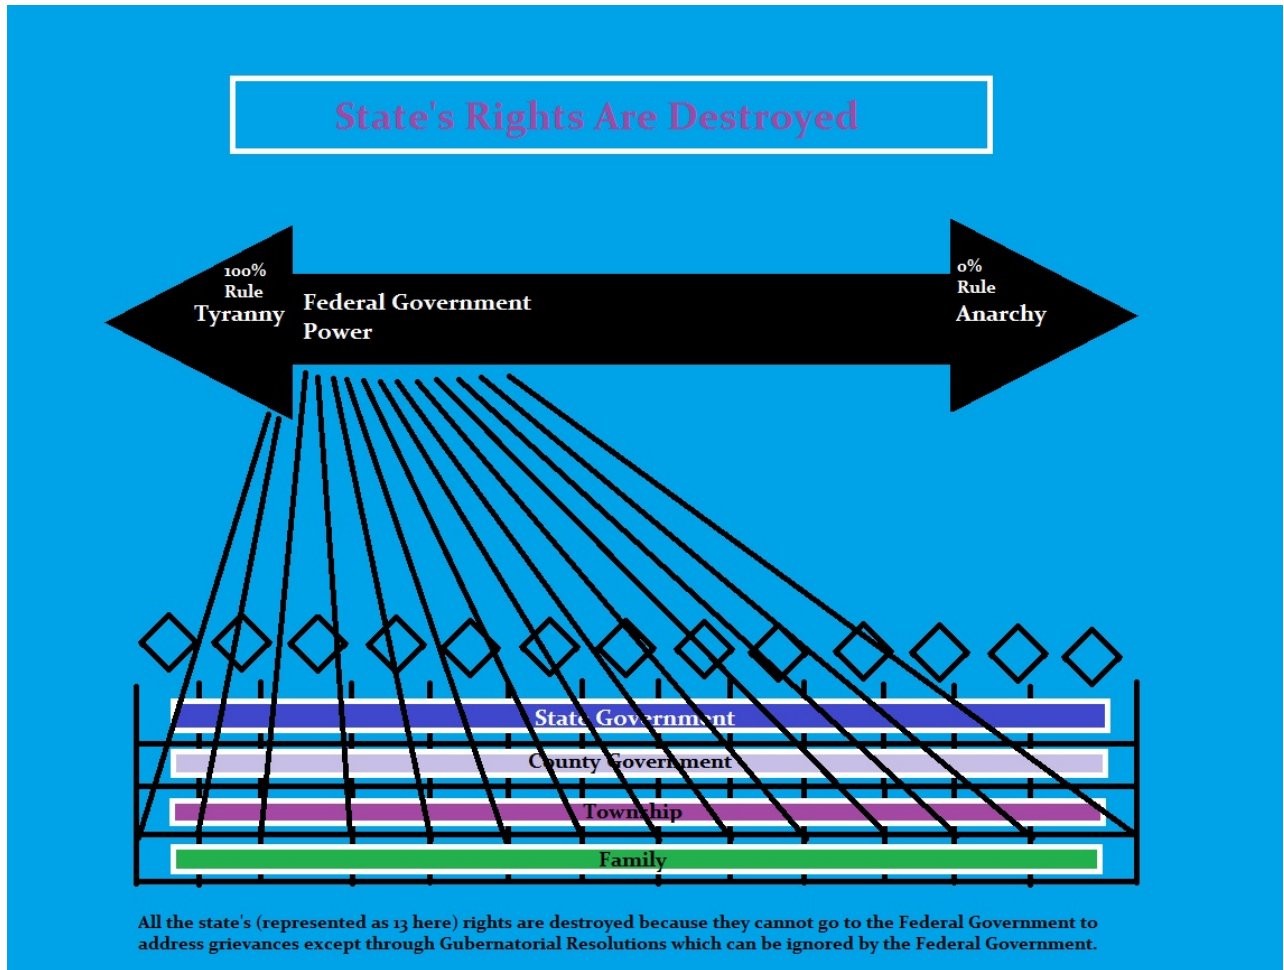 State's Rights Are Destroyed
100%
Rule
Tyranny
Federal Government
Power
0%
Rule
Anarchy
State Government
County Government
Township
Family
All the state's (represented as 13 here) rights are destroyed because they cannot go to the Federal Government to
address grievances except through Gubernatorial Resolutions which can be ignored by the Federal Government.